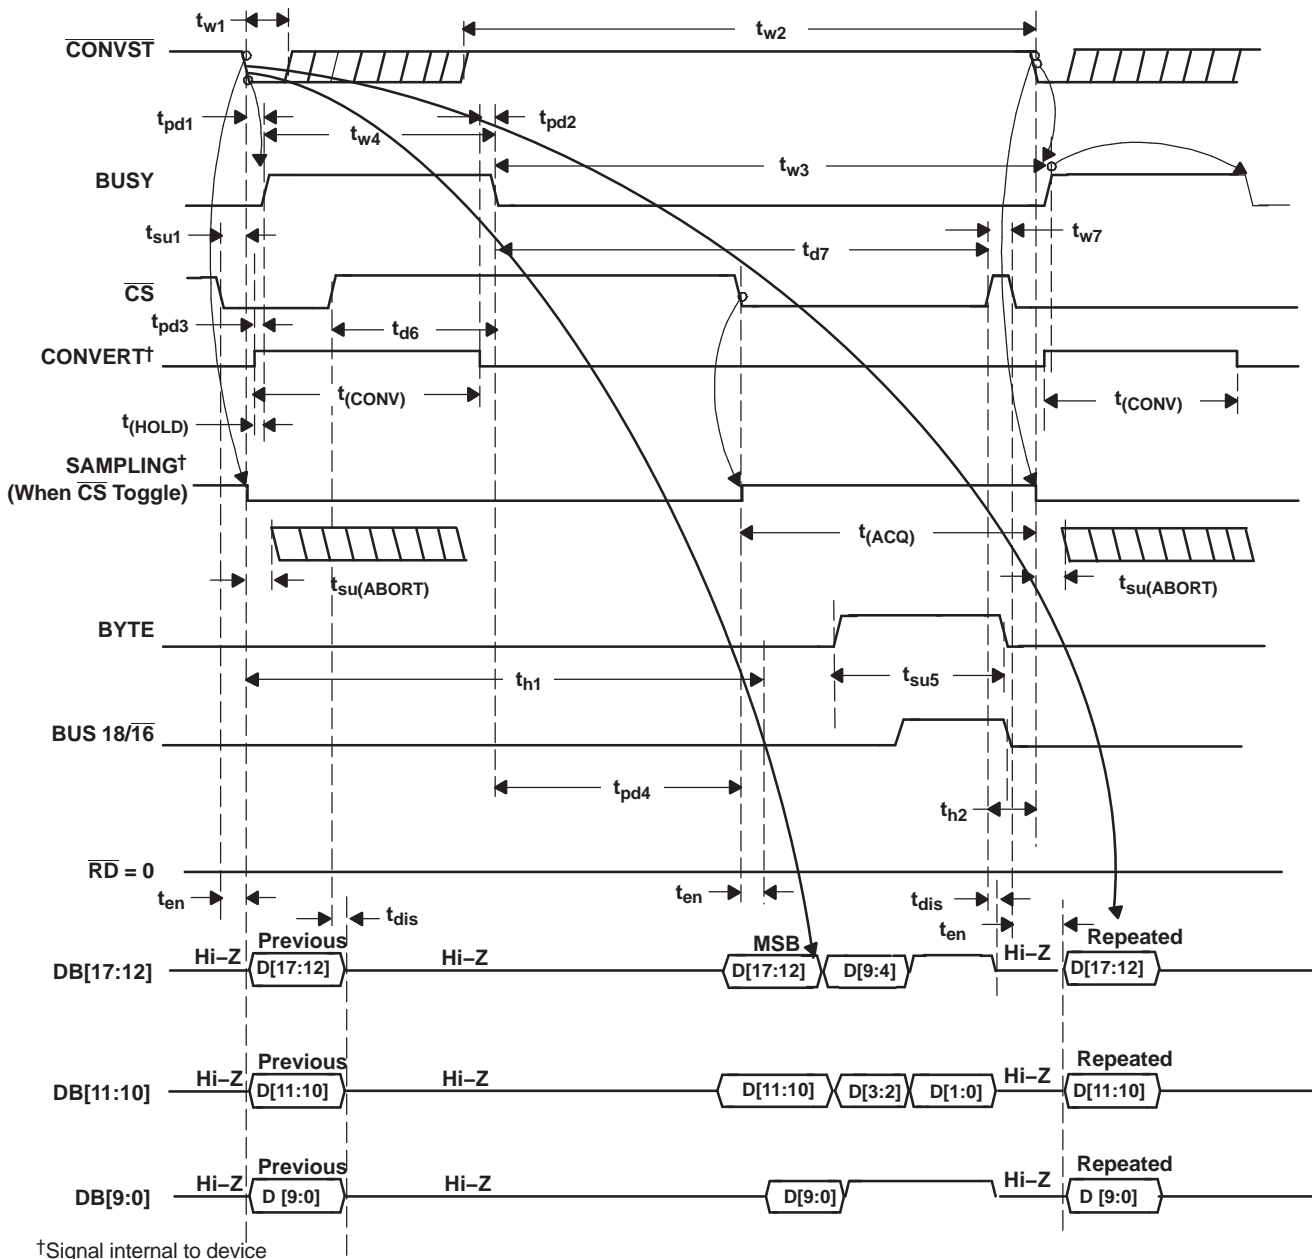 tw1
CONVST
tw2
tpd1
tw4
tpd2
BUSY
tw3
tsu1
tw7
td7
CS
tpd3
td6
CONVERT†
t(CONV)
t(CONV)
t(HOLD)
SAMPLING†
(When CS Toggle)
t(ACQ)
tsu(ABORT)
tsu(ABORT)
BYTE
th1
tsu5
BUS 18/16
tpd4
th2
RD = 0
ten
tdis
ten
tdis
ten
DB[17:12]
Hi–Z
Previous
D[17:12]
Hi–Z
MSB
D[17:12]
D[9:4]
Hi–Z
Repeated
D[17:12]
DB[11:10]
Hi–Z
Previous
D[11:10]
Hi–Z
D[11:10]
D[3:2]
D[1:0]
Hi–Z
Repeated
D[11:10]
DB[9:0]
Hi–Z
Previous
D [9:0]
Hi–Z
D[9:0]
Hi–Z
Repeated
D [9:0]
†Signal internal to device